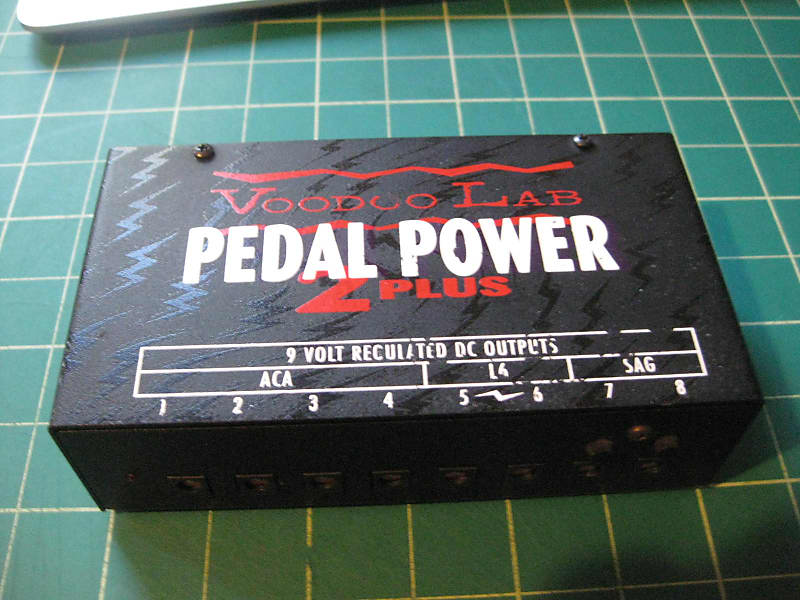 VOODOO LAB
PEDAL POWER
2 PLUS
9 VOLT REGULATED DC OUTPUTS
ACA L6 SAG
1 2 3 4 5 6 7 8